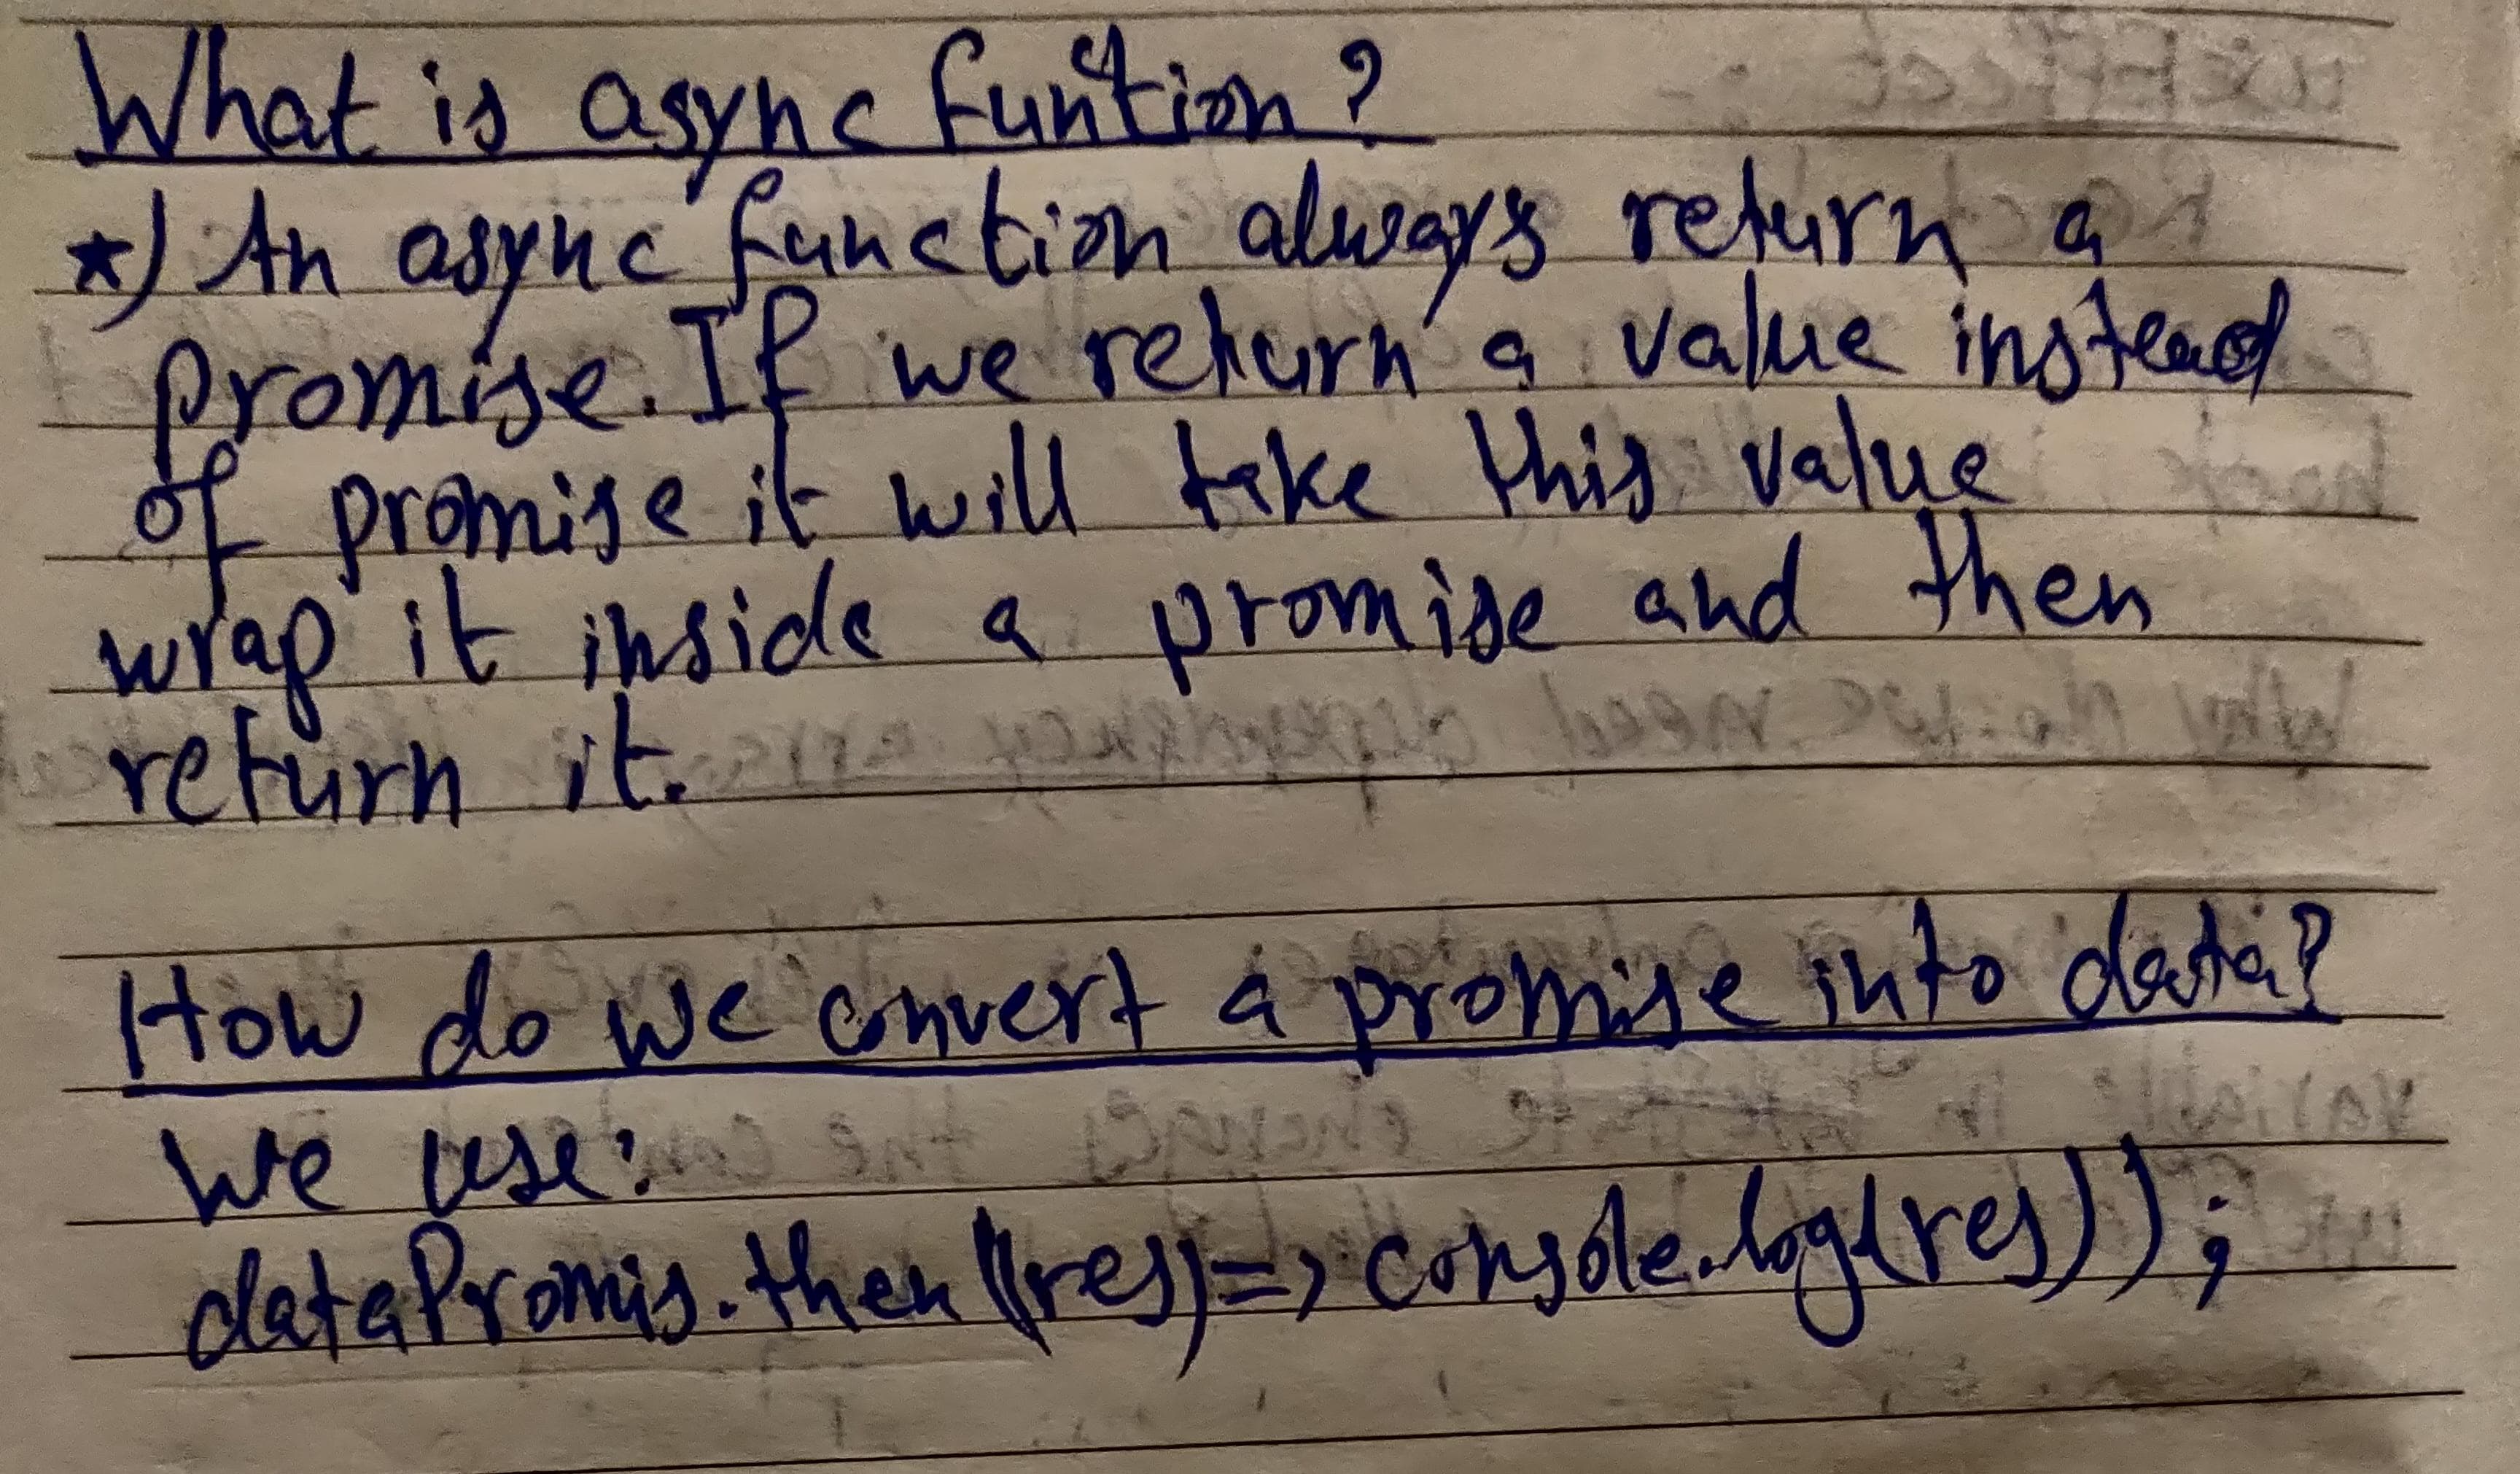 What is async function?
*) An async function always return a
promise. If we return a value instead
of promise it will take this value
wrap it inside a promise and then
return it.
How do we convert a promise into data?
We use:
dataPromis.then((res)=> console.log(res));